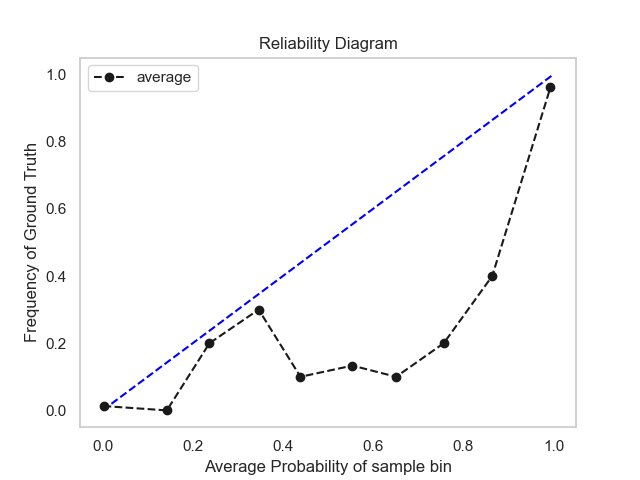 Reliability Diagram
average
1.0
0.8
0.6
0.4
0.2
0.0
Frequency of Ground Truth
0.0 0.2 0.4 0.6 0.8 1.0
Average Probability of sample bin